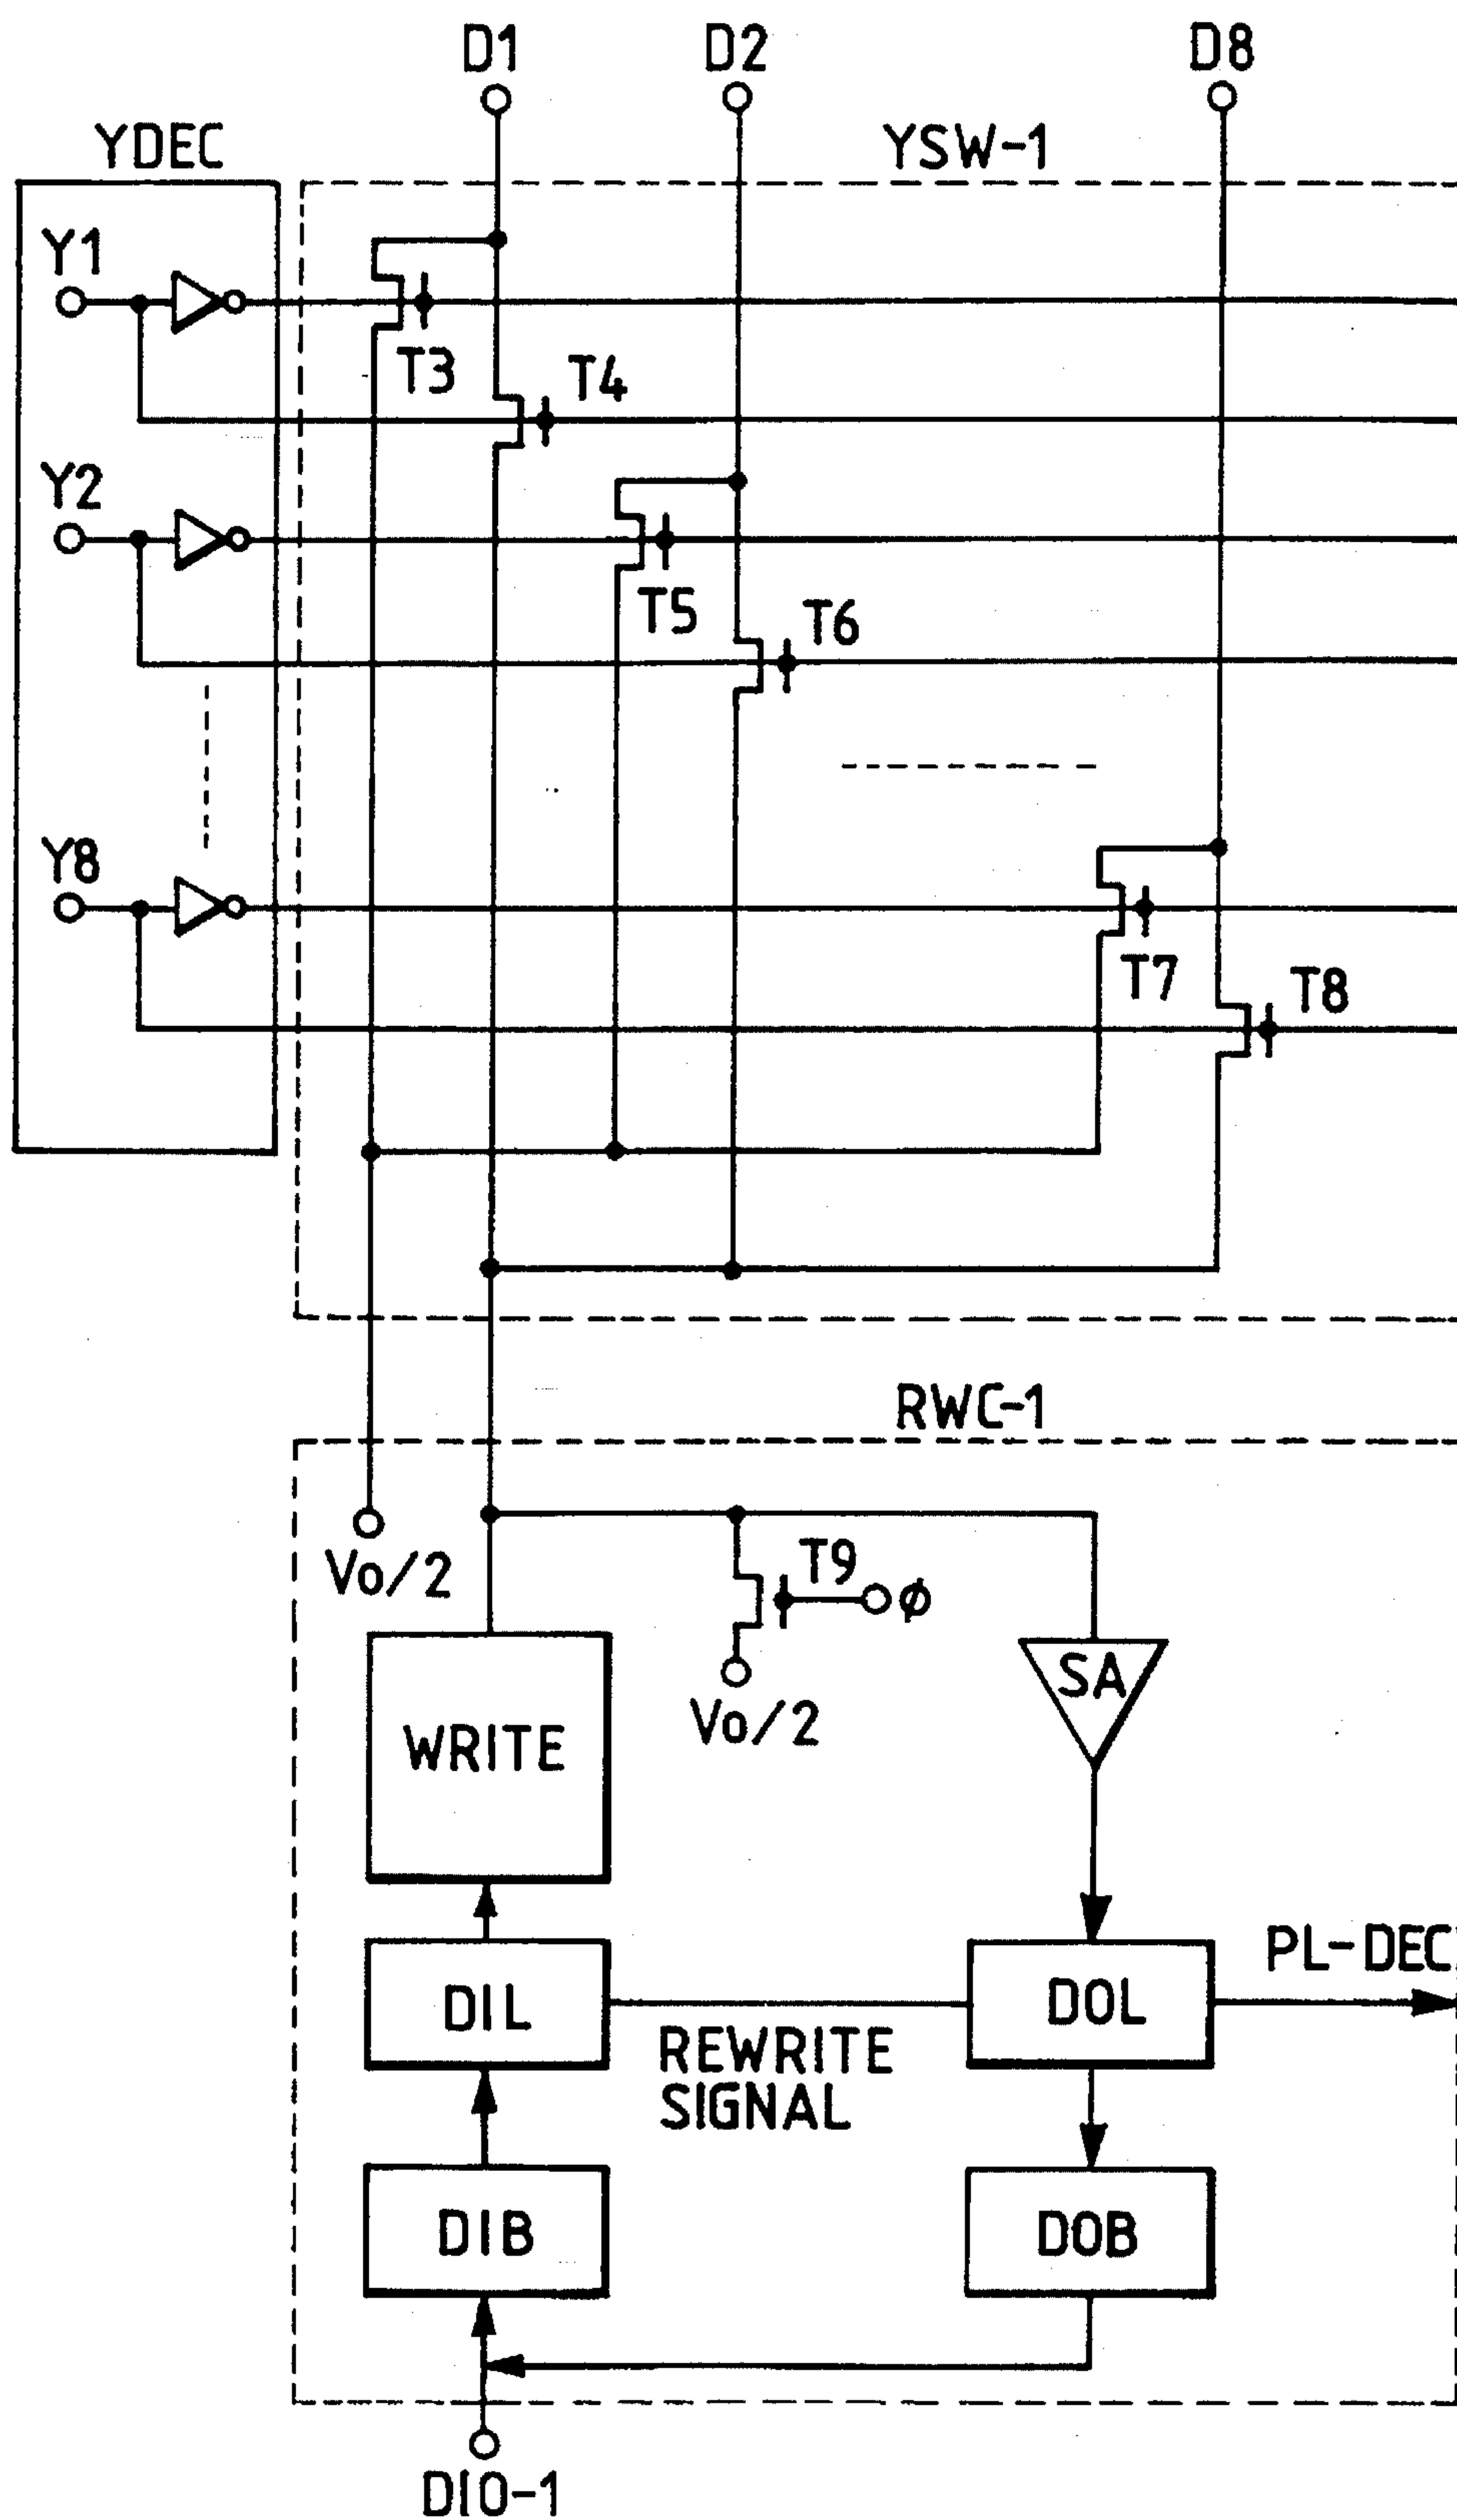 D1 D2 D8
YDEC YSW-1
Y1
T3 T4
Y2
T5 T6
Y8
T7 T8
RWC-1
Vo/2 T9 ϕ
SA
Vo/2
WRITE
PL-DEC
DIL DOL
REWRITE
SIGNAL
DIB DOB
DIO-1